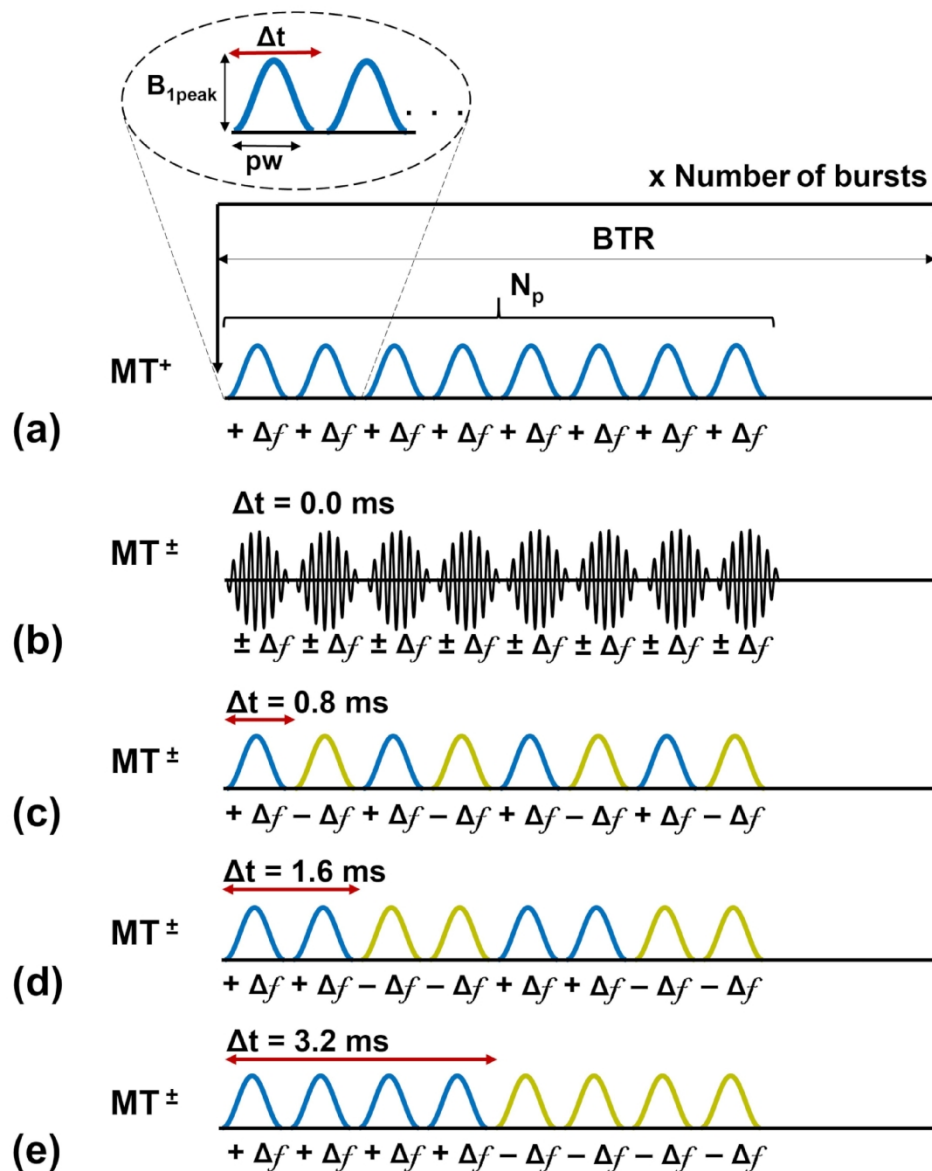 Δt
B1peak
. . .
pw
x Number of bursts
BTR
Np
MT+
(a)
+ Δf + Δf + Δf + Δf + Δf + Δf + Δf + Δf
Δt = 0.0 ms
MT ±
(b)
± Δf ± Δf ± Δf ± Δf ± Δf ± Δf ± Δf ± Δf
Δt = 0.8 ms
MT ±
(c)
+ Δf − Δf + Δf − Δf + Δf − Δf + Δf − Δf
Δt = 1.6 ms
MT ±
(d)
+ Δf + Δf − Δf − Δf + Δf + Δf − Δf − Δf
Δt = 3.2 ms
MT ±
(e)
+ Δf + Δf + Δf + Δf − Δf − Δf − Δf − Δf